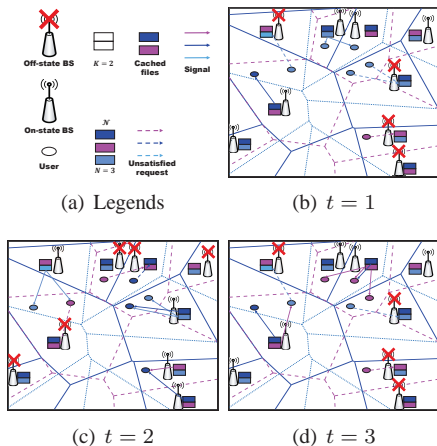 Off-state BS
K = 2
Cached files
Signal
On-state BS
User
𝒩
N = 3
Unsatisfied request
(a) Legends
(b) t = 1
(c) t = 2
(d) t = 3